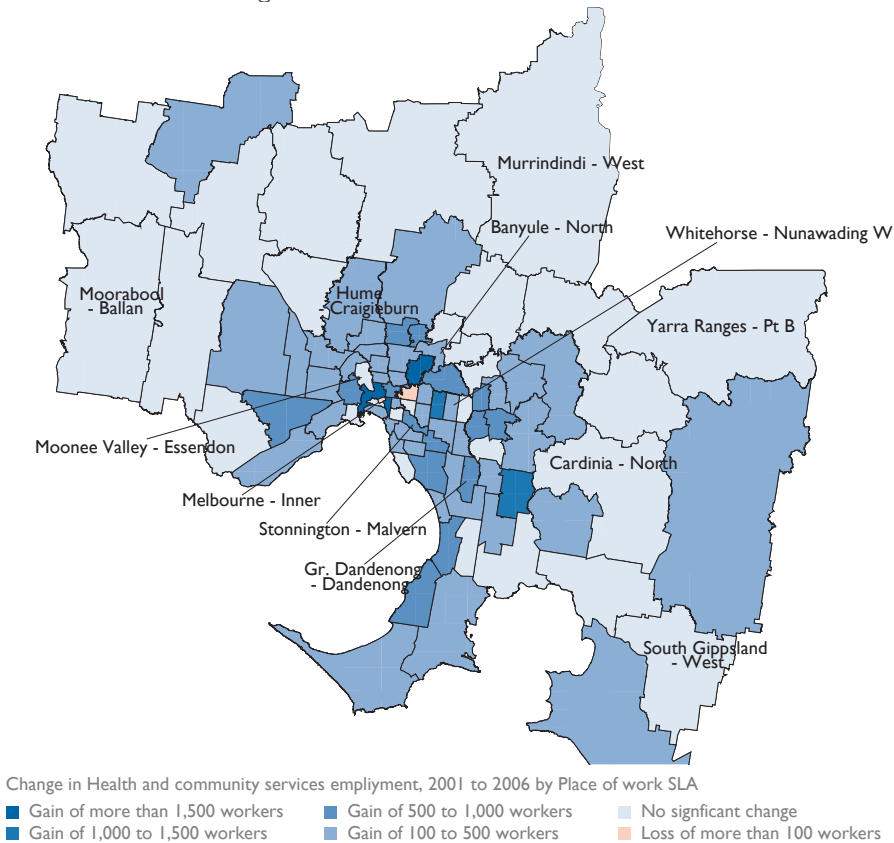 Murrindindi - West
Banyule - North
Whitehorse - Nunawading W
Moorabool
- Ballan
Hume
- Craigieburn
Yarra Ranges - Pt B
Moonee Valley - Essendon
Cardinia - North
Melbourne - Inner
Stonnington - Malvern
Gr. Dandenong
- Dandenong
South Gippsland
- West
Change in Health and community services emplyment, 2001 to 2006 by Place of work SLA
Gain of more than 1,500 workers
Gain of 500 to 1,000 workers
No signficant change
Gain of 1,000 to 1,500 workers
Gain of 100 to 500 workers
Loss of more than 100 workers